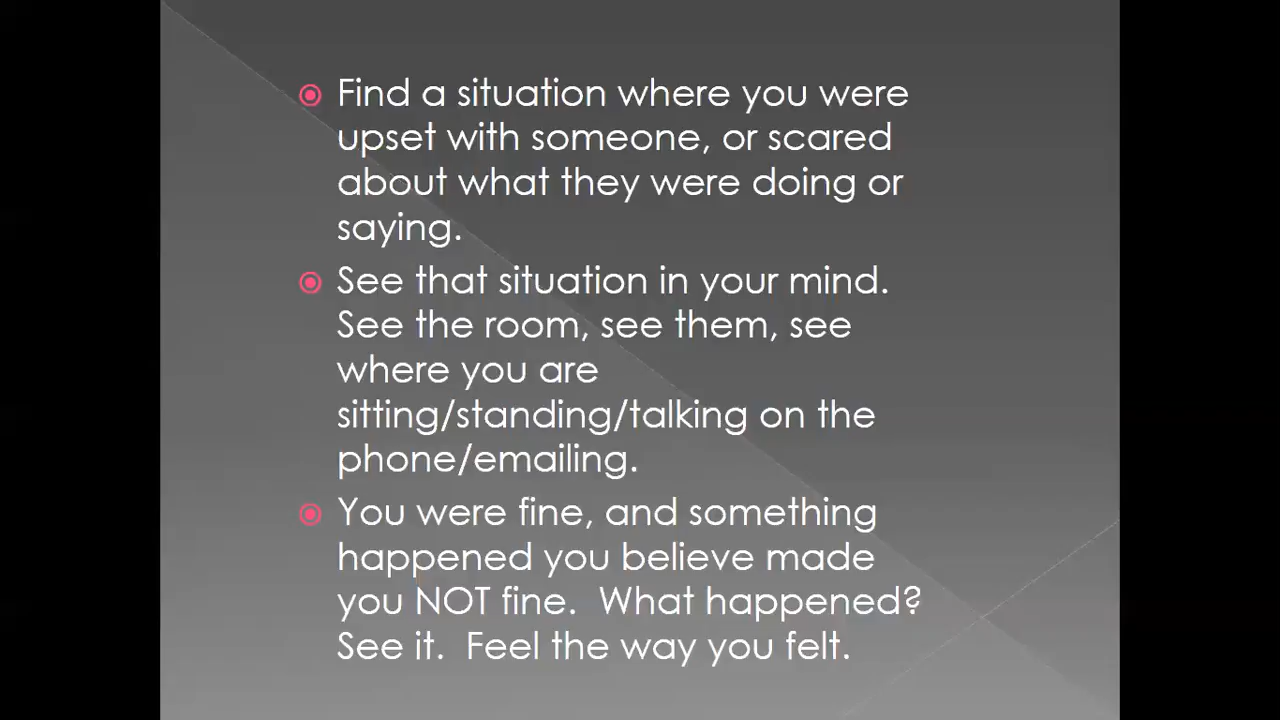 Find a situation where you were
upset with someone, or scared
about what they were doing or
saying.
See that situation in your mind.
See the room, see them, see
where you are
sitting/standing/talking on the
phone/emailing.
You were fine, and something
happened you believe made
you NOT fine.  What happened?
See it.  Feel the way you felt.